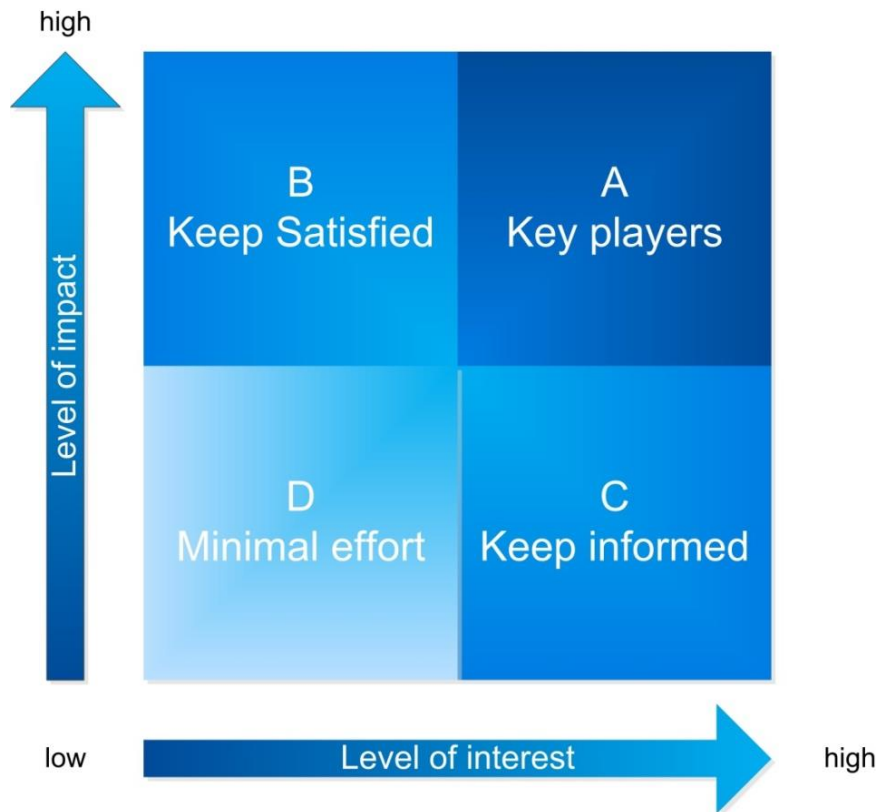 high
B
Keep Satisfied
A
Key players
Level of impact
D
Minimal effort
C
Keep informed
low
Level of interest
high